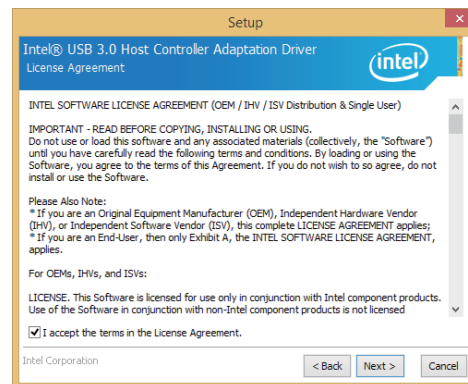 Setup
Intel® USB 3.0 Host Controller Adaptation Driver
License Agreement
intel
INTEL SOFTWARE LICENSE AGREEMENT (OEM / IHV / ISV Distribution & Single User)
IMPORTANT - READ BEFORE COPYING, INSTALLING OR USING.
Do not use or load this software and any associated materials (collectively, the "Software")
until you have carefully read the following terms and conditions. By loading or using the
Software, you agree to the terms of this Agreement. If you do not wish to so agree, do not
install or use the Software.
Please Also Note:
* If you are an Original Equipment Manufacturer (OEM), Independent Hardware Vendor
(IHV), or Independent Software Vendor (ISV), this complete LICENSE AGREEMENT applies;
* If you are an End-User, then only Exhibit A, the INTEL SOFTWARE LICENSE AGREEMENT,
applies.
For OEMs, IHVs, and ISVs:
LICENSE. This Software is licensed for use only in conjunction with Intel component products.
Use of the Software in conjunction with non-Intel component products is not licensed
I accept the terms in the License Agreement.
Intel Corporation
< Back
Next >
Cancel